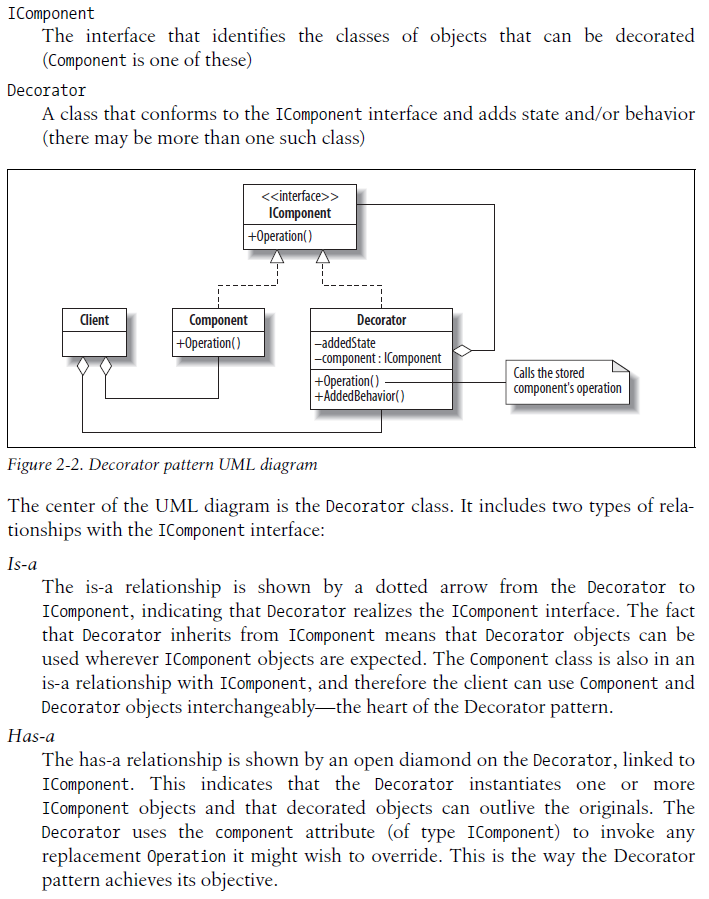 IComponent
The interface that identifies the classes of objects that can be decorated
(Component is one of these)
Decorator
A class that conforms to the IComponent interface and adds state and/or behavior
(there may be more than one such class)
<<interface>>
IComponent
+Operation()
Client
Component
+Operation()
Decorator
–addedState
–component : IComponent
+Operation()
+AddedBehavior()
Calls the stored
component's operation
Figure 2-2. Decorator pattern UML diagram
The center of the UML diagram is the Decorator class. It includes two types of rela-
tionships with the IComponent interface:
Is-a
The is-a relationship is shown by a dotted arrow from the Decorator to
IComponent, indicating that Decorator realizes the IComponent interface. The fact
that Decorator inherits from IComponent means that Decorator objects can be
used wherever IComponent objects are expected. The Component class is also in an
is-a relationship with IComponent, and therefore the client can use Component and
Decorator objects interchangeably—the heart of the Decorator pattern.
Has-a
The has-a relationship is shown by an open diamond on the Decorator, linked to
IComponent. This indicates that the Decorator instantiates one or more
IComponent objects and that decorated objects can outlive the originals. The
Decorator uses the component attribute (of type IComponent) to invoke any
replacement Operation it might wish to override. This is the way the Decorator
pattern achieves its objective.